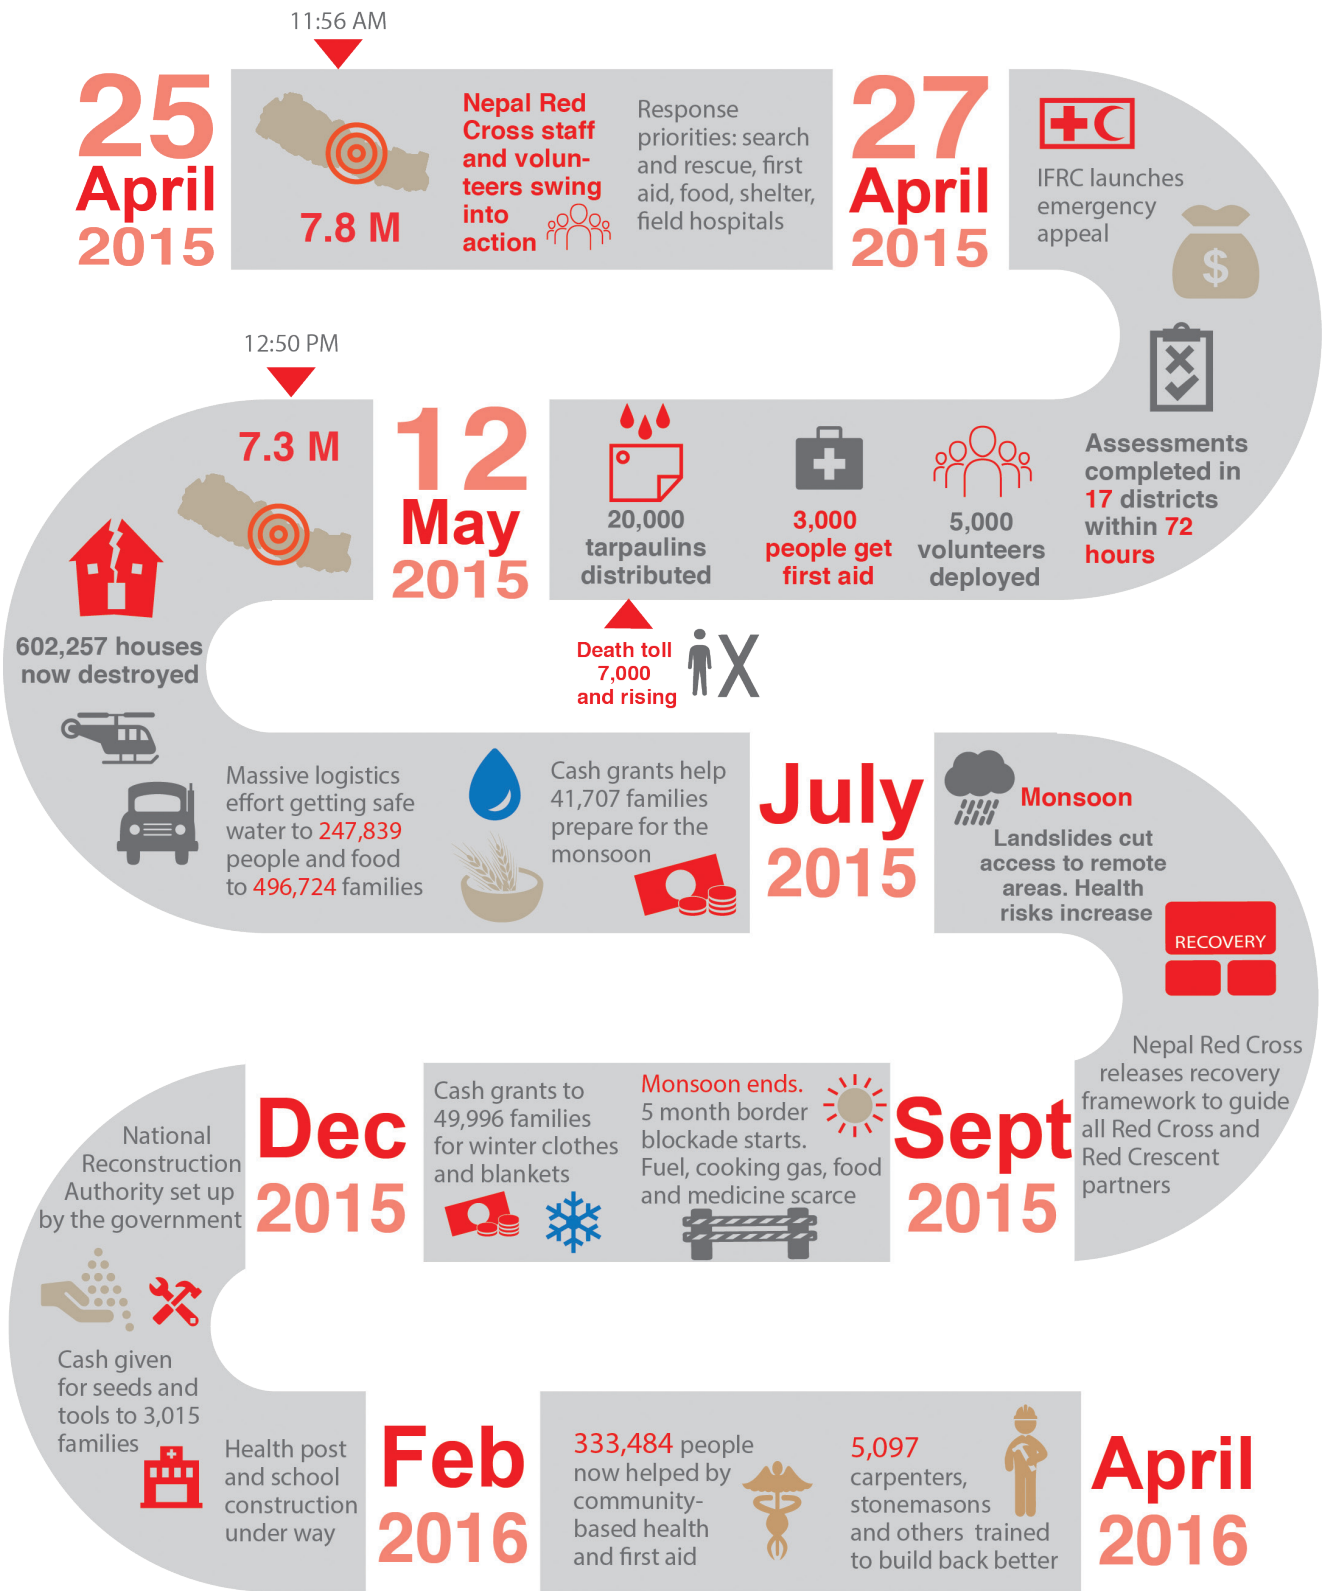 11:56 AM
25
April
2015
7.8 M
Nepal Red
Cross staff
and volun-
teers swing
into
action
Response
priorities: search
and rescue, first
aid, food, shelter,
field hospitals
27
April
2015
IFRC launches
emergency
appeal
$
Assessments
completed in
17 districts
within 72
hours
5,000
volunteers
deployed
3,000
people get
first aid
20,000
tarpaulins
distributed
Death toll
7,000
and rising
12
May
2015
12:50 PM
7.3 M
602,257 houses
now destroyed
Massive logistics
effort getting safe
water to 247,839
people and food
to 496,724 families
Cash grants help
41,707 families
prepare for the
monsoon
July
2015
Monsoon
Landslides cut
access to remote
areas. Health
risks increase
RECOVERY
Nepal Red Cross
releases recovery
framework to guide
all Red Cross and
Red Crescent
partners
Sept
2015
Monsoon ends.
5 month border
blockade starts.
Fuel, cooking gas, food
and medicine scarce
Cash grants to
49,996 families
for winter clothes
and blankets
Dec
2015
National
Reconstruction
Authority set up
by the government
Cash given
for seeds and
tools to 3,015
families
Health post
and school
construction
under way
Feb
2016
333,484 people
now helped by
community-
based health
and first aid
5,097
carpenters,
stonemasons
and others trained
to build back better
April
2016